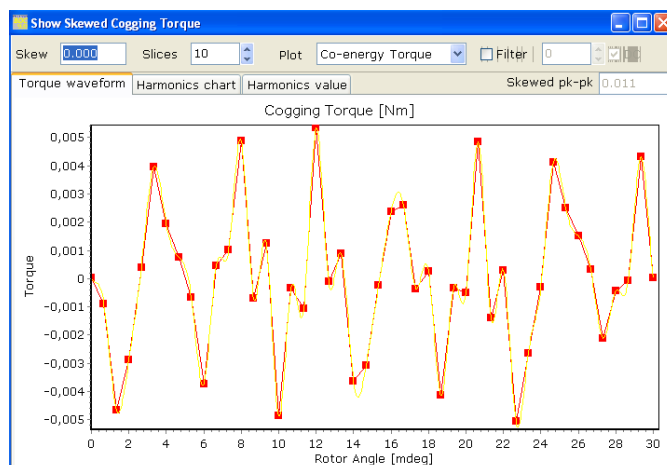 Show Skewed Cogging Torque
Skew 0.000 Slices 10 Plot Co-energy Torque Filter 0
Torque waveform Harmonics chart Harmonics value Skewed pk-pk 0.011
Cogging Torque [Nm]
0,005
0,004
0,003
0,002
0,001
0
-0,001
-0,002
-0,003
-0,004
-0,005
Torque
0 2 4 6 8 10 12 14 16 18 20 22 24 26 28 30
Rotor Angle [mdeg]